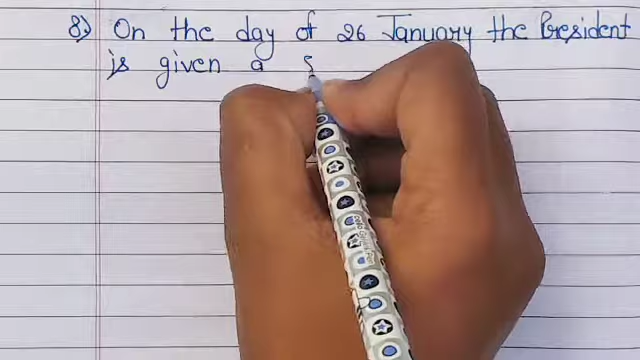 8) On the day of 26 January the President
is given a